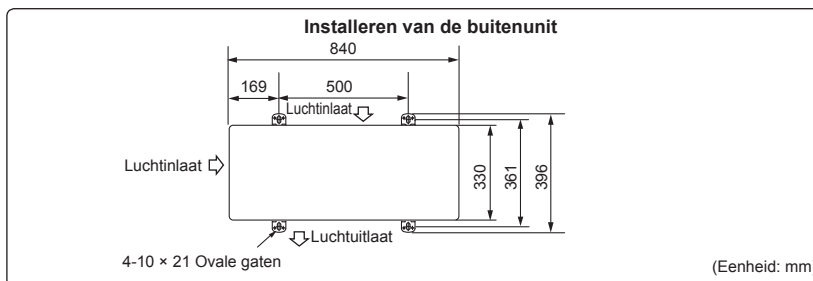 Installeren van de buitenunit
840
169
500
Luchtinlaat
Luchtinlaat
330
361
396
Luchtuitlaat
4-10 × 21 Ovale gaten
(Eenheid: mm)